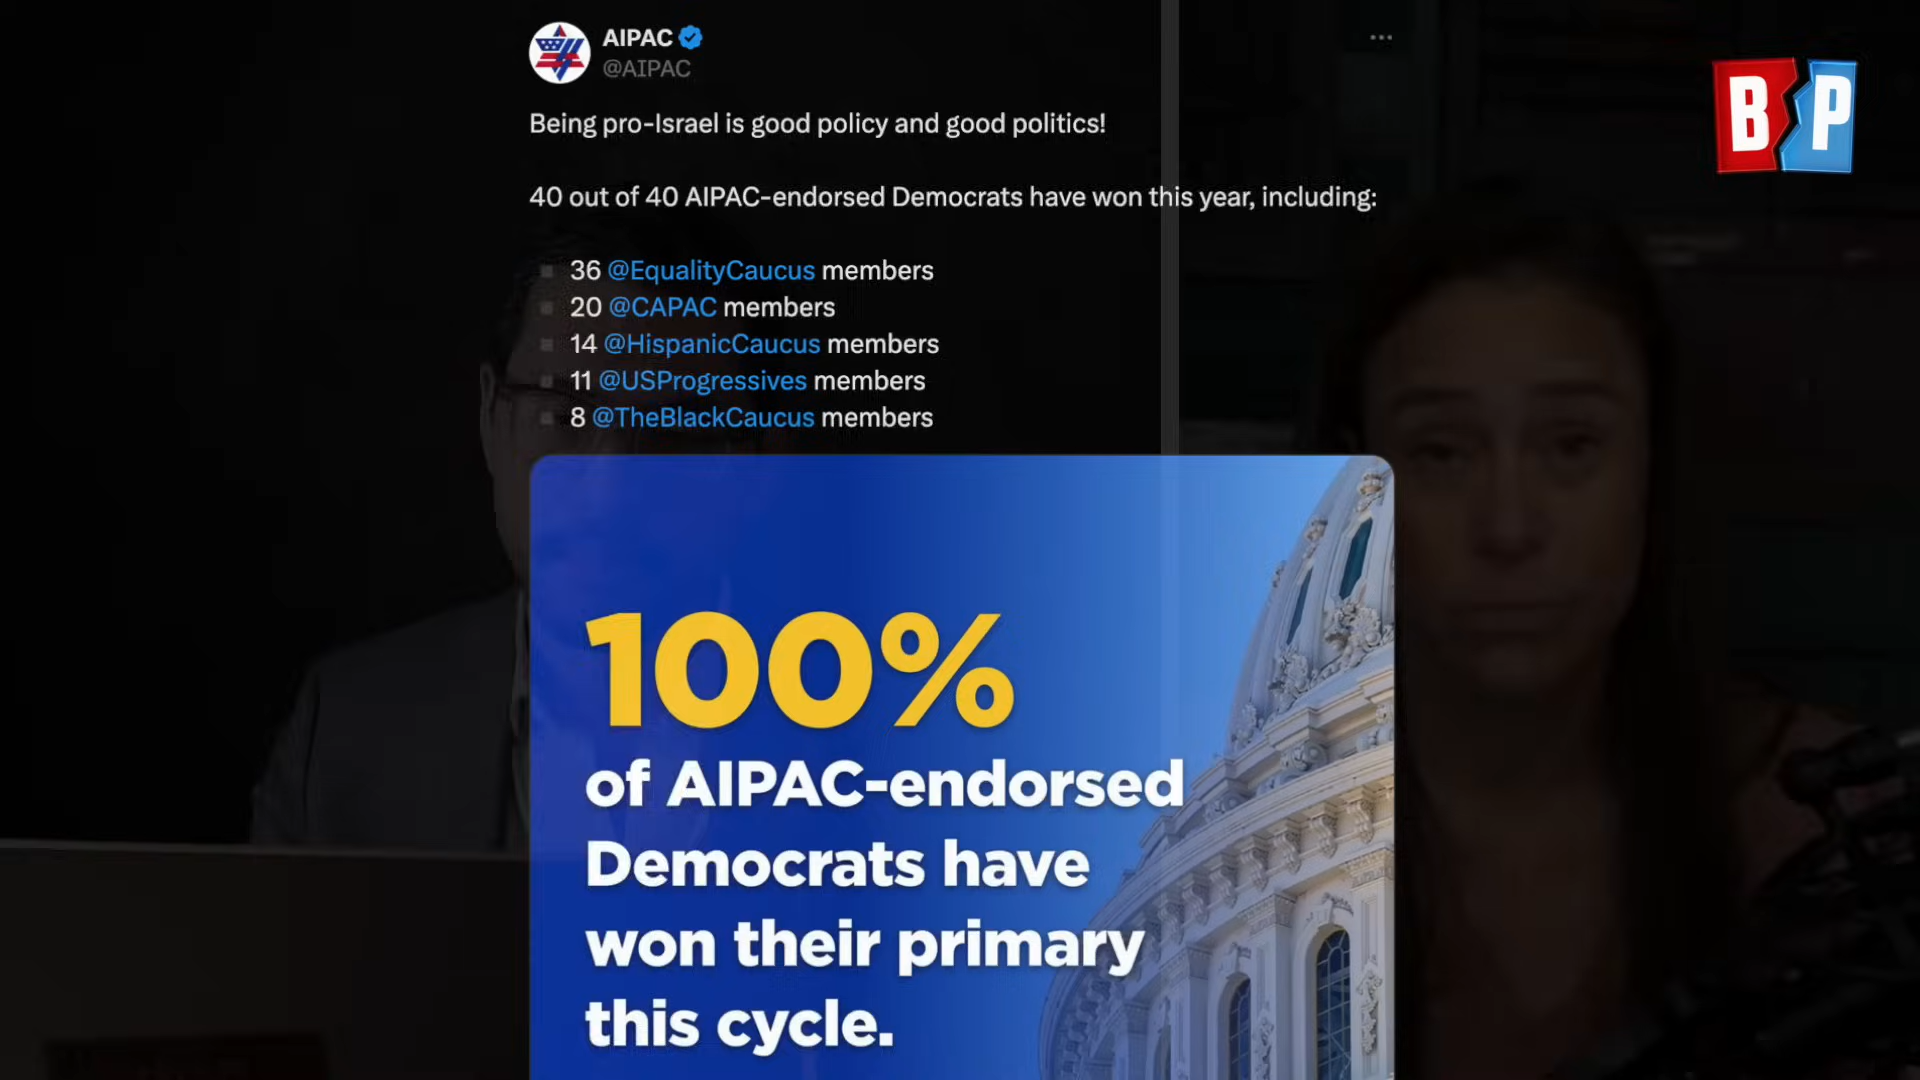 AIPAC
@AIPAC
BP
Being pro-Israel is good policy and good politics!
40 out of 40 AIPAC-endorsed Democrats have won this year, including:
36 @EqualityCaucus members
20 @CAPAC members
14 @HispanicCaucus members
11 @USProgressives members
8 @TheBlackCaucus members
100%
of AIPAC-endorsed
Democrats have
won their primary
this cycle.